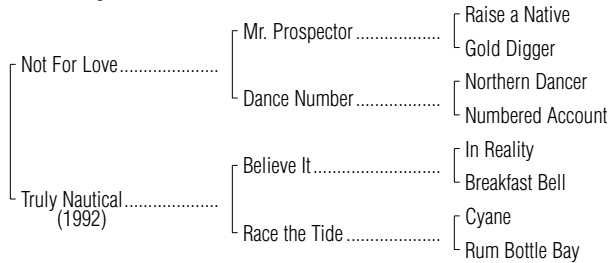 Raise a Native
Mr. Prospector ..................
Gold Digger
Not For Love.....................
Northern Dancer
Dance Number ...................
Numbered Account
In Reality
Believe It ........................
Breakfast Bell
Truly Nautical....................
(1992)
Cyane
Race the Tide ....................
Rum Bottle Bay